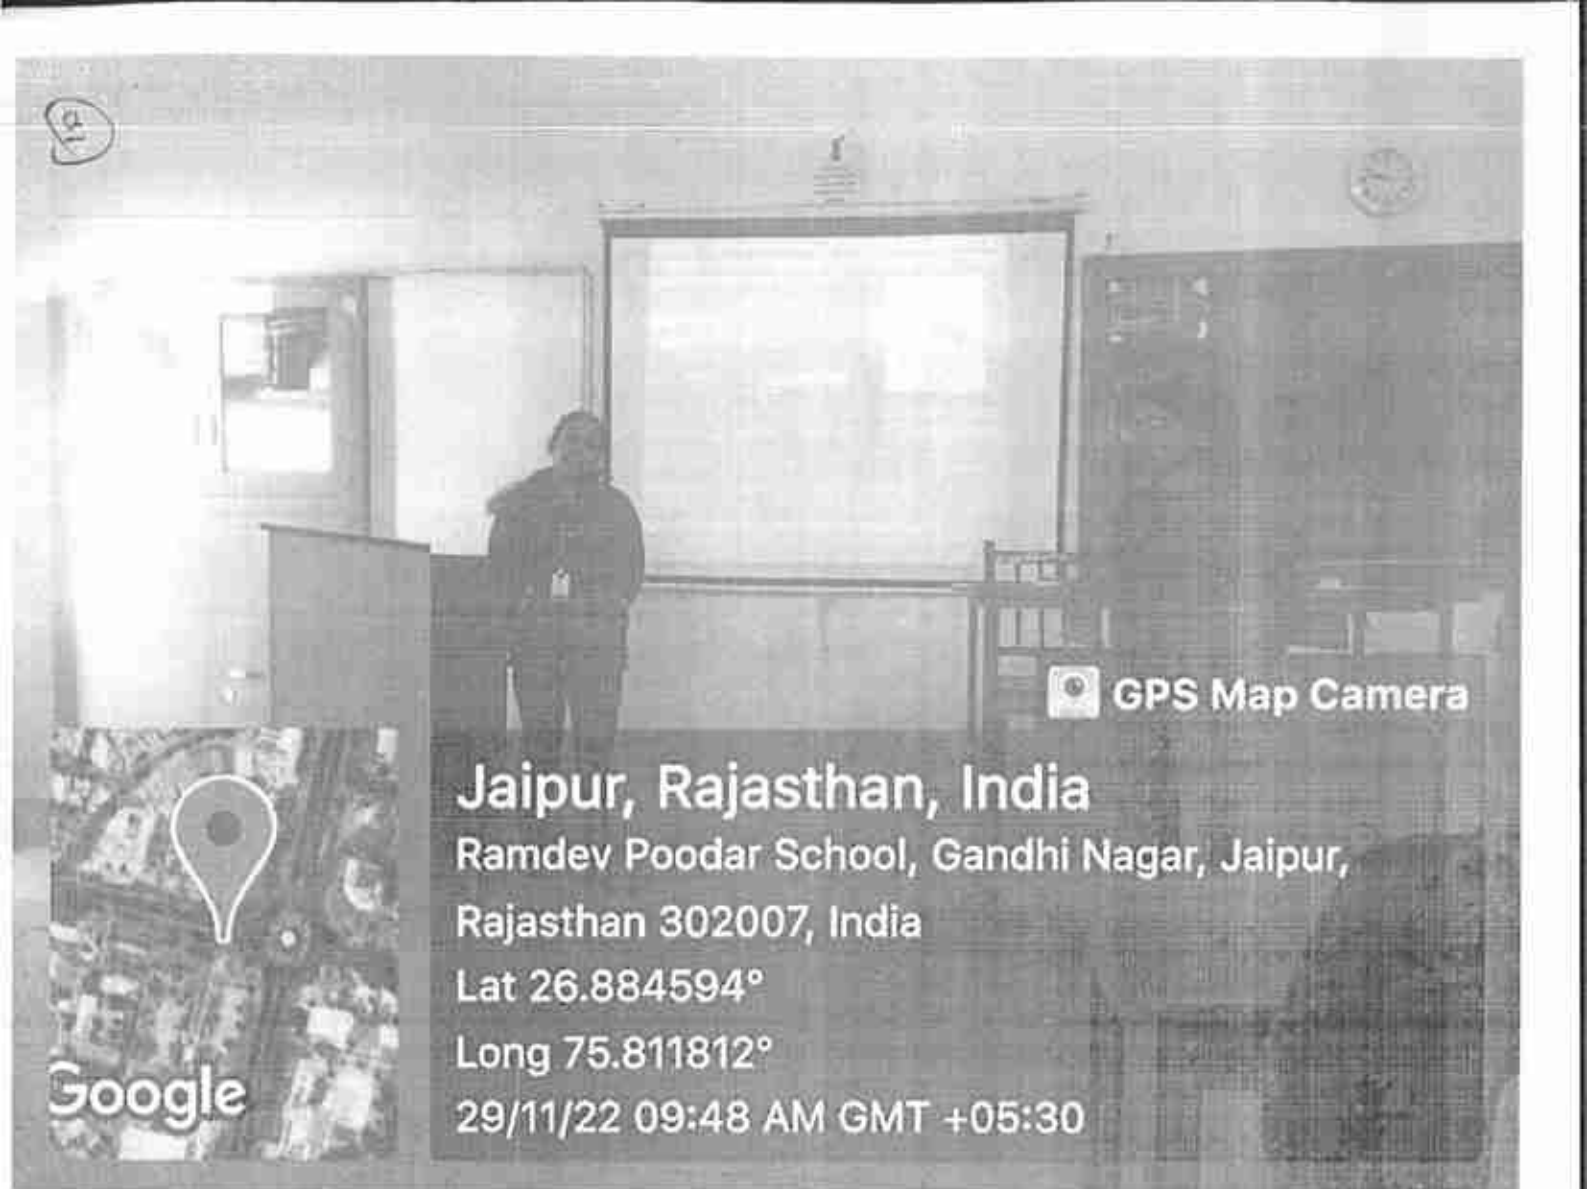 a
GPS Map Camera
Jaipur, Rajasthan, India
Ramdev Poodar School, Gandhi Nagar, Jaipur,
Rajasthan 302007, India
Lat 26.884594°
Long 75.811812°
29/11/22 09:48 AM GMT +05:30
Google